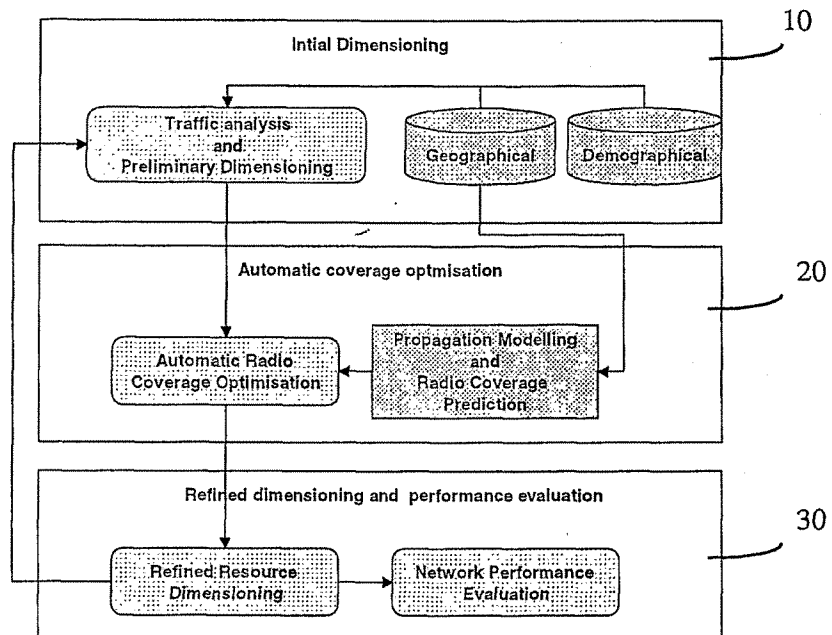 10
Intial Dimensioning
Traffic analysis
and
Preliminary Dimensioning
Geographical
Demographical
20
Automatic coverage optmisation
Automatic Radio
Coverage Optimisation
Propagation Modelling
and
Radio Coverage
Prediction
30
Refined dimensioning and performance evaluation
Refined Resource
Dimensioning
Network Performance
Evaluation